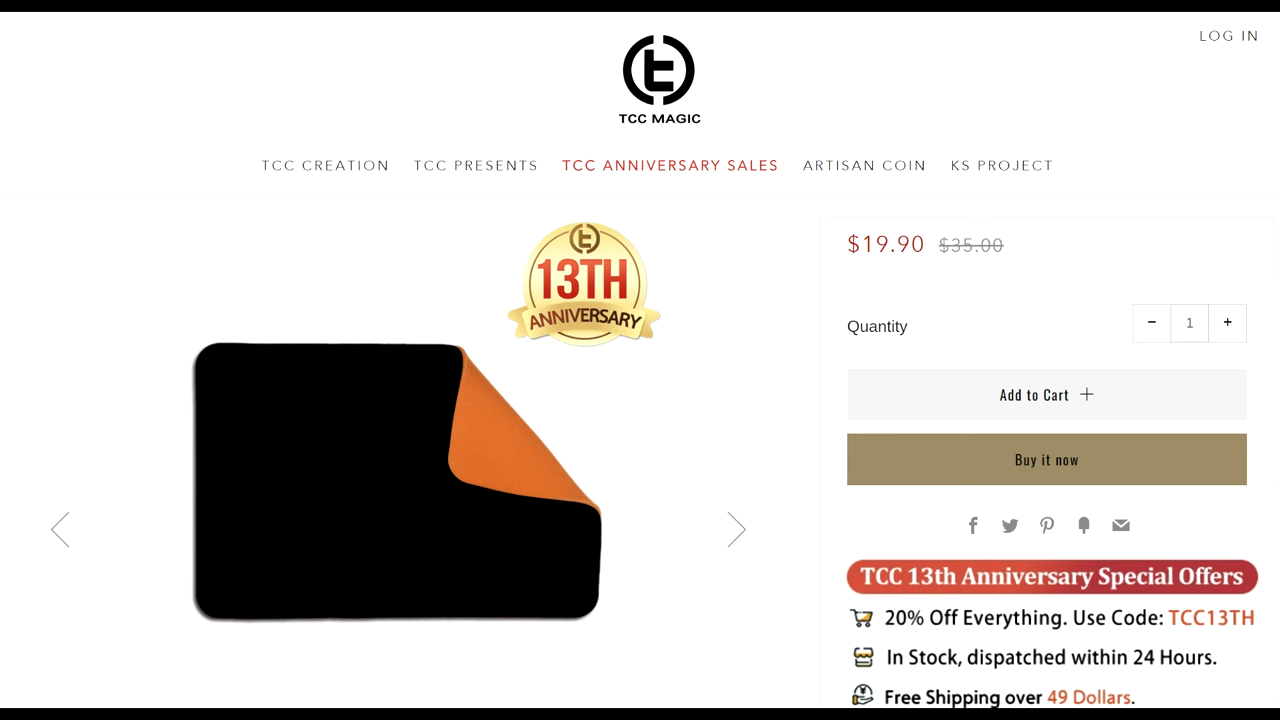 LOG IN
TCC MAGIC
TCC CREATION TCC PRESENTS TCC ANNIVERSARY SALES ARTISAN COIN KS PROJECT
13TH
ANNIVERSARY
$19.90 $35.00
Quantity
− 1 +
Add to Cart +
Buy it now
TCC 13th Anniversary Special Offers
20% Off Everything. Use Code: TCC13TH
In Stock, dispatched within 24 Hours.
Free Shipping over 49 Dollars.